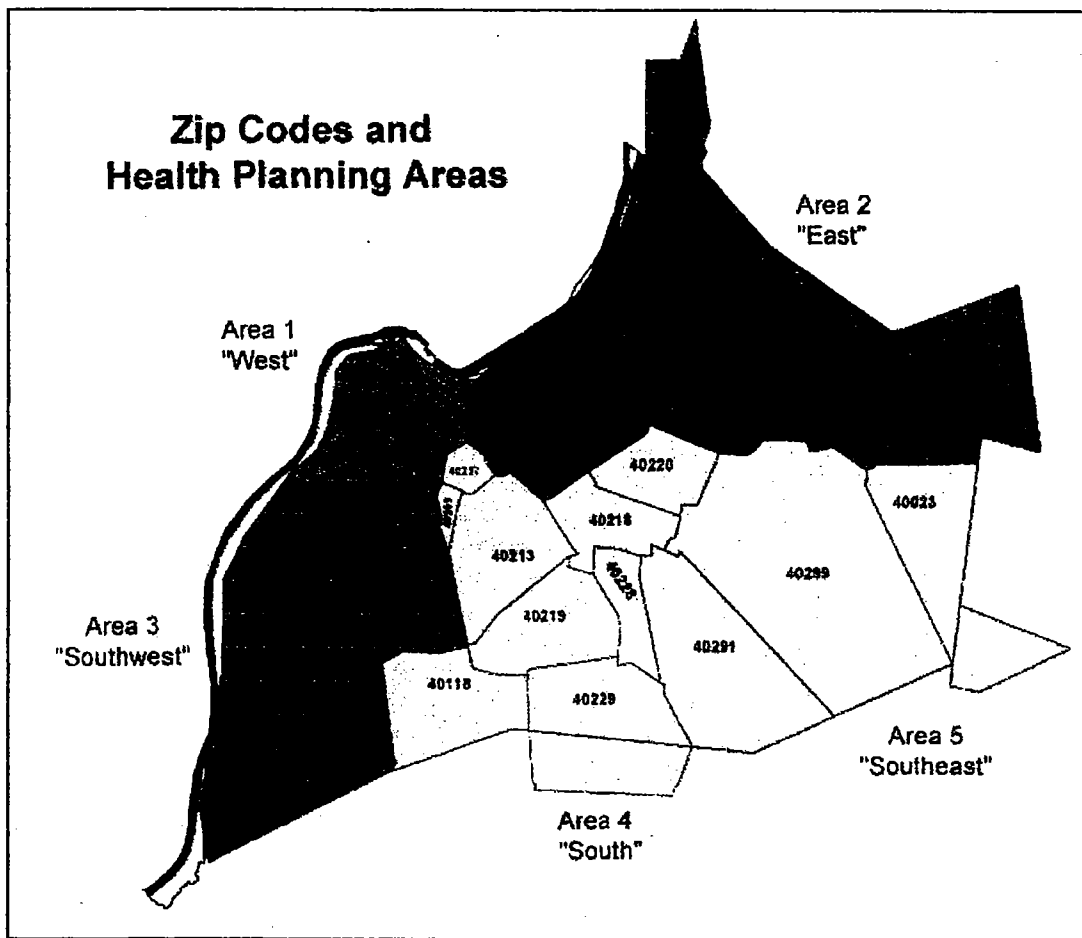 Zip Codes and
Health Planning Areas
Area 2
"East"
Area 1
"West"
40220
40023
40218
40213
40299
40219
Area 3
"Southwest"
40291
40118
40229
Area 5
"Southeast"
Area 4
"South"